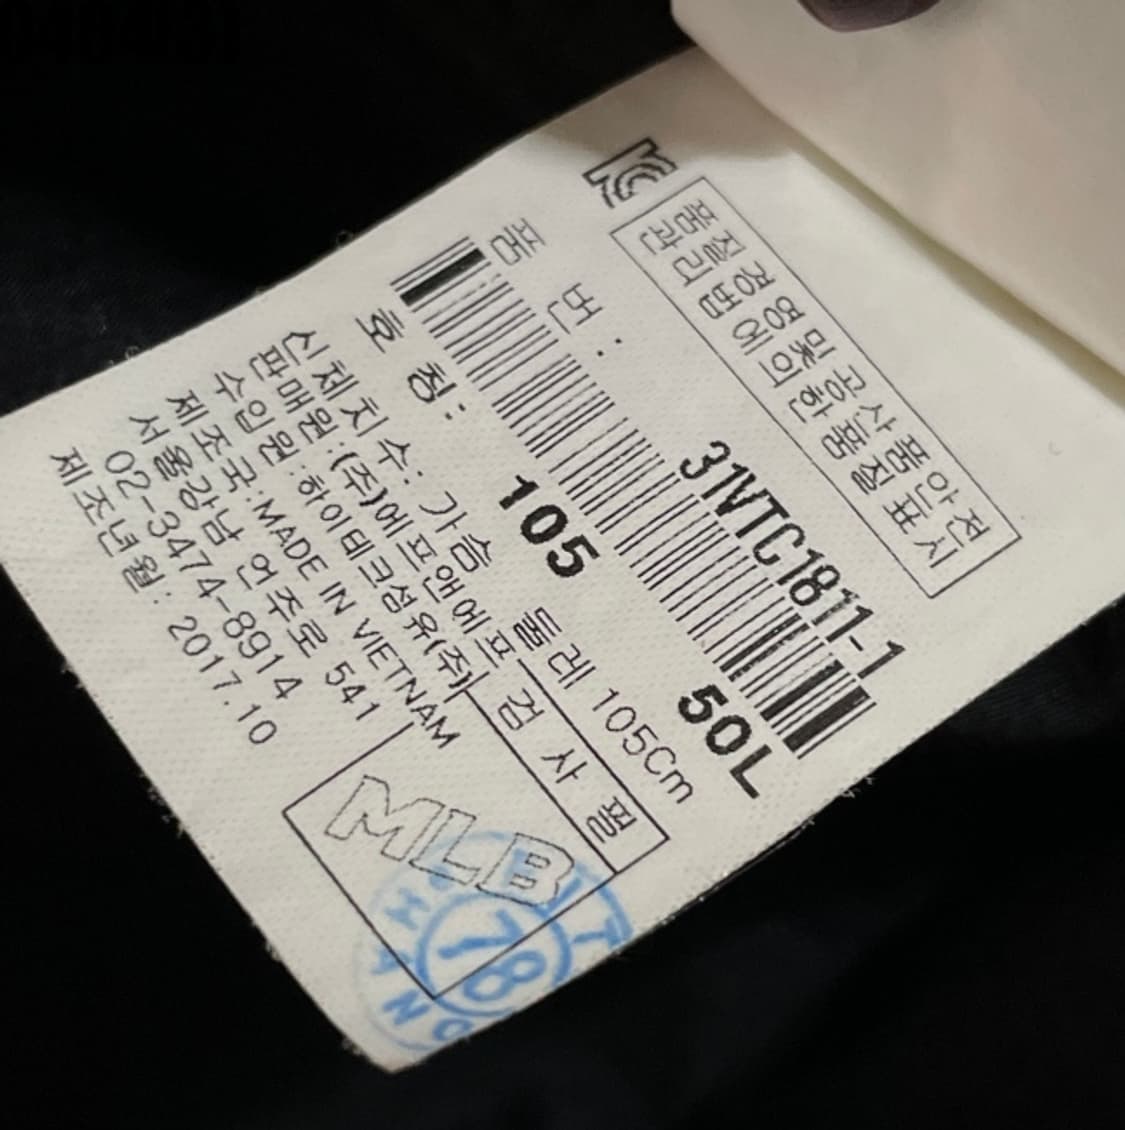 품질경영및공산품안전
관리법에의한품질표시
품 번 : 31VTC1811-1
50L
호 칭 : 105
신체치수 : 가슴 둘레 105Cm
판매원 : (주)에프앤에프
수입원 : 하이테크섬유(주)
제조국 : MADE IN VIETNAM
서울강남 언주로 541
02-3474-8914
제조년월 : 2017.10
검 사 필
MLB
78